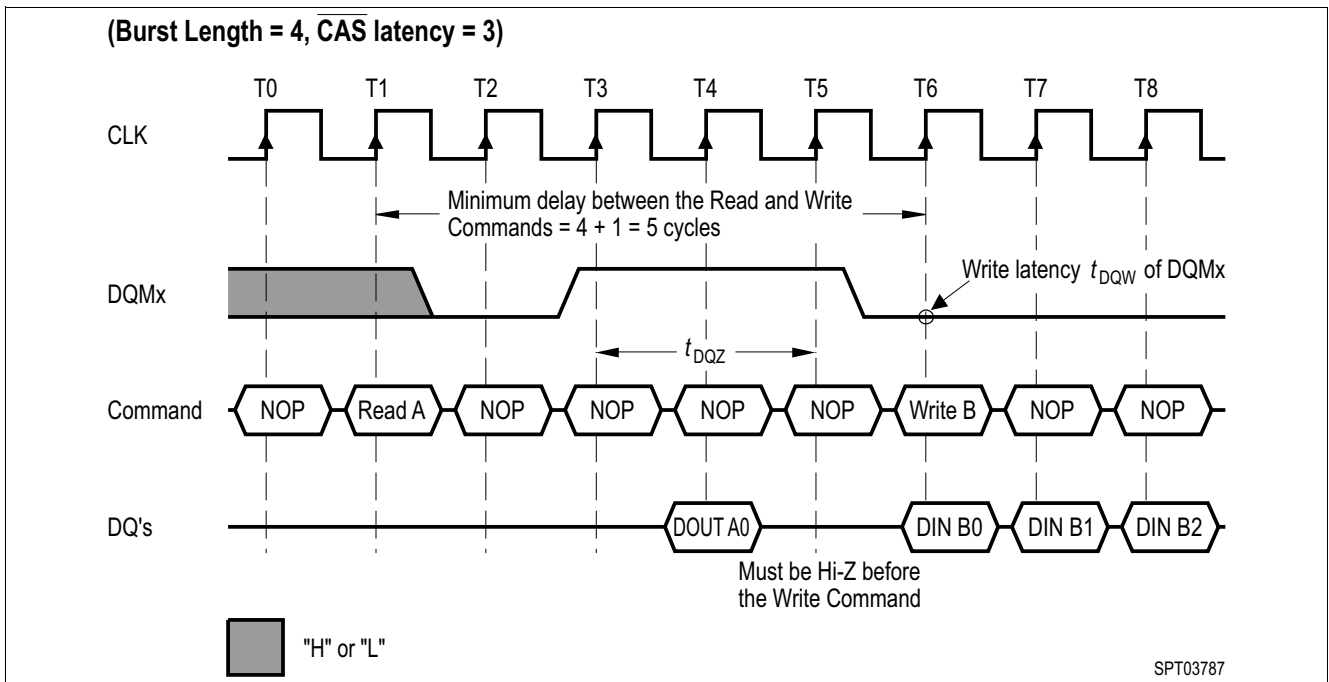 (Burst Length = 4, CAS latency = 3)
T0 T1 T2 T3 T4 T5 T6 T7 T8
CLK
Minimum delay between the Read and Write
Commands = 4 + 1 = 5 cycles
Write latency tDQW of DQMx
DQMx
tDQZ
Command NOP Read A NOP NOP NOP NOP Write B NOP NOP
DQ's DOUT A0 DIN B0 DIN B1 DIN B2
Must be Hi-Z before
the Write Command
"H" or "L"
SPT03787